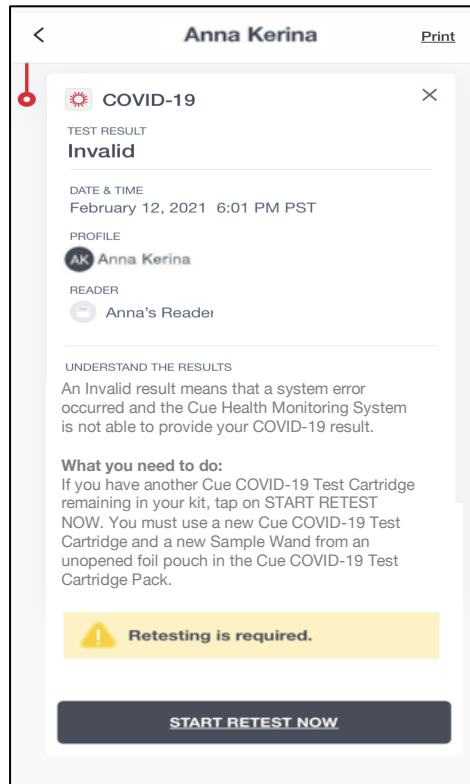 Anna Kerina
Print
COVID-19
TEST RESULT
Invalid
DATE & TIME
February 12, 2021 6:01 PM PST
PROFILE
AK Anna Kerina
READER
Anna's Reader
UNDERSTAND THE RESULTS
An Invalid result means that a system error
occurred and the Cue Health Monitoring System
is not able to provide your COVID-19 result.
What you need to do:
If you have another Cue COVID-19 Test Cartridge
remaining in your kit, tap on START RETEST
NOW. You must use a new Cue COVID-19 Test
Cartridge and a new Sample Wand from an
unopened foil pouch in the Cue COVID-19 Test
Cartridge Pack.
Retesting is required.
START RETEST NOW